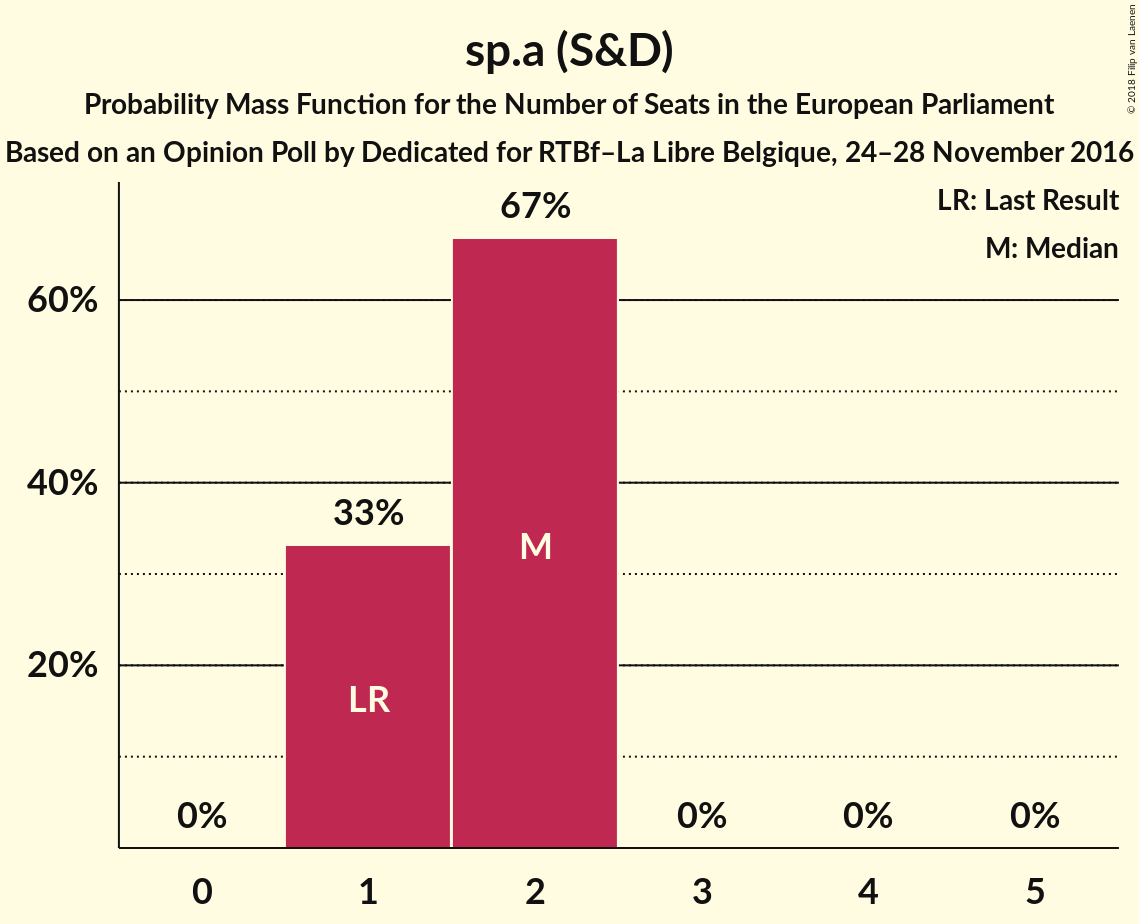 sp.a (S&D)
Probability Mass Function for the Number of Seats in the European Parliament
Based on an Opinion Poll by Dedicated for RTBf–La Libre Belgique, 24–28 November 2016
© 2018 Filip van Laenen
LR: Last Result
M: Median
67%
60%
40%
33%
M
20%
LR
0%
0%
0%
0%
0
1
2
3
4
5